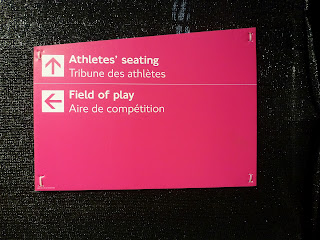 Athletes' seating
Tribune des athlètes
Field of play
Aire de compétition